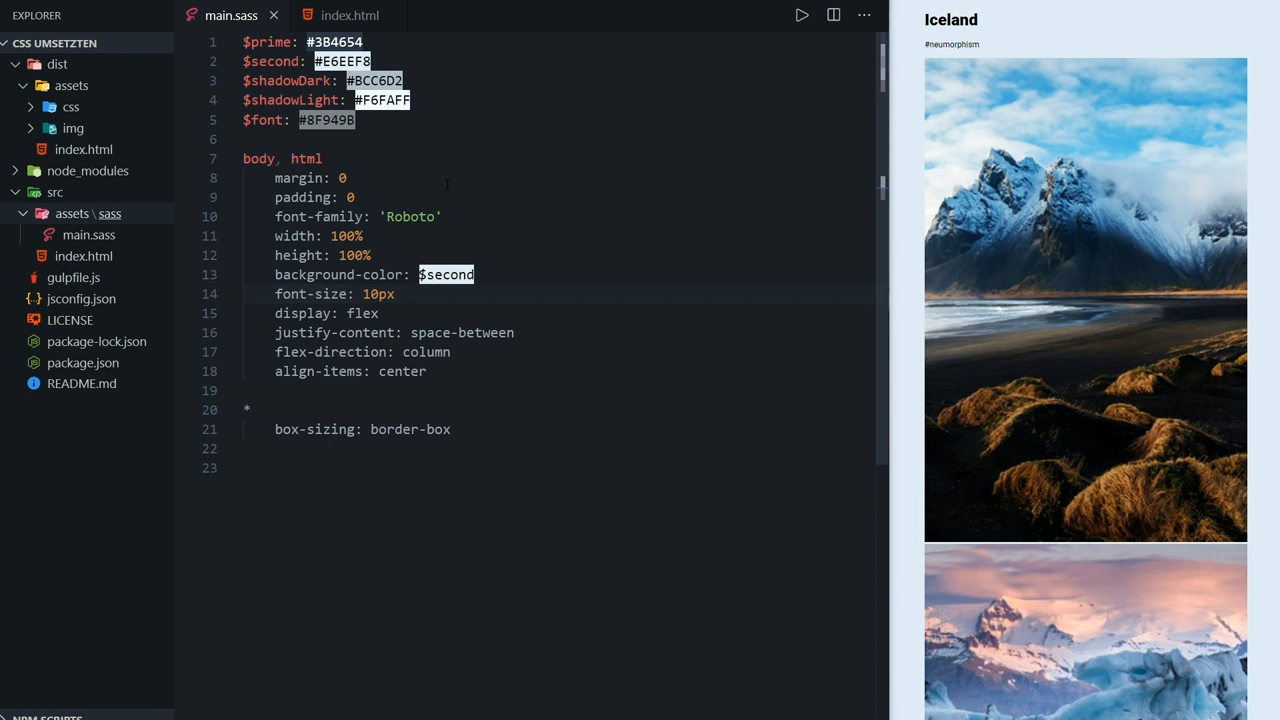 EXPLORER
CSS UMSETZTEN
dist
assets
css
img
index.html
node_modules
src
assets \ sass
main.sass
index.html
gulpfile.js
jsconfig.json
LICENSE
package-lock.json
package.json
README.md
NPM SCRIPTS
main.sass
index.html
1 $prime: #3B4654
2 $second: #E6EEF8
3 $shadowDark: #BCC6D2
4 $shadowLight: #F6FAFF
5 $font: #8F949B
6
7 body, html
8 margin: 0
9 padding: 0
10 font-family: 'Roboto'
11 width: 100%
12 height: 100%
13 background-color: $second
14 font-size: 10px
15 display: flex
16 justify-content: space-between
17 flex-direction: column
18 align-items: center
19
20 *
21 box-sizing: border-box
22
23
Iceland
#neumorphism